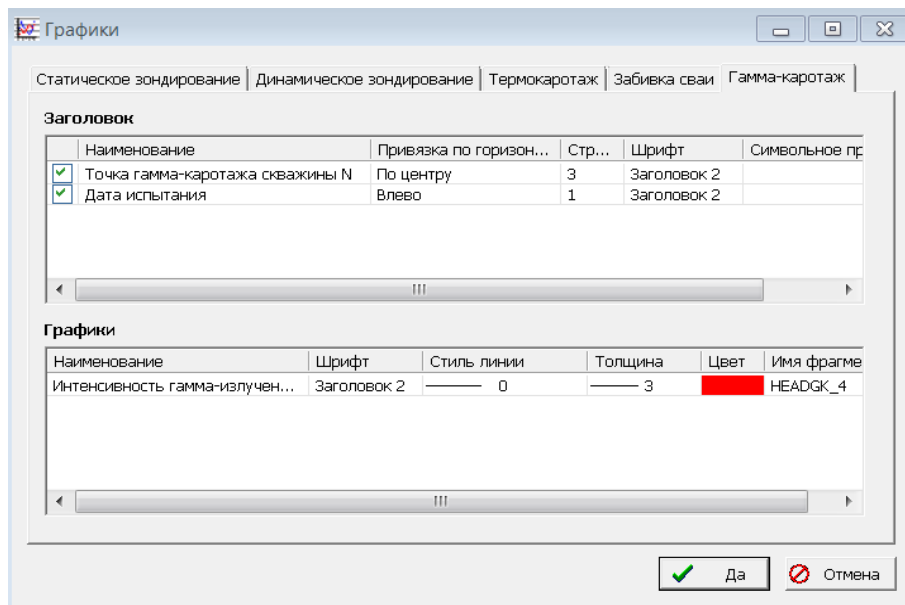 Графики
Статическое зондирование Динамическое зондирование Термокаротаж Забивка сваи Гамма-каротаж
Заголовок
Наименование Привязка по горизон... Стр... Шрифт Символьное пр
Точка гамма-каротажа скважины N По центру 3 Заголовок 2
Дата испытания Влево 1 Заголовок 2
Графики
Наименование Шрифт Стиль линии Толщина Цвет Имя фрагме
Интенсивность гамма-излучен... Заголовок 2 0 3 HEADGK_4
Да Отмена